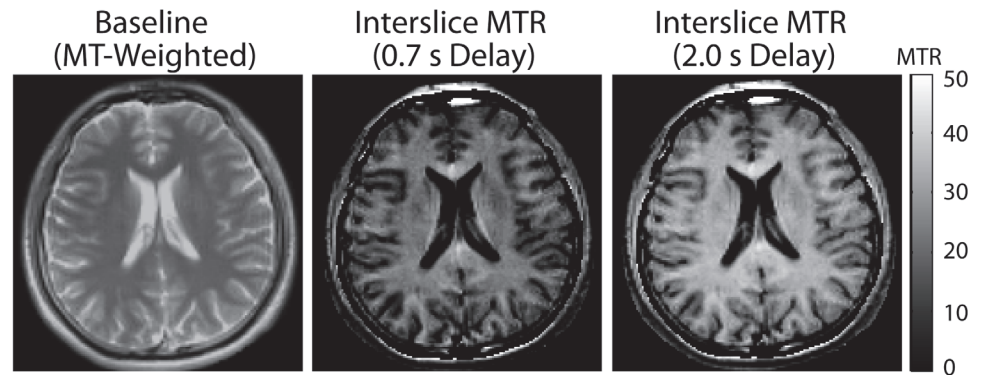 Baseline
(MT-Weighted)
Interslice MTR
(0.7 s Delay)
Interslice MTR
(2.0 s Delay)
MTR
50
40
30
20
10
0